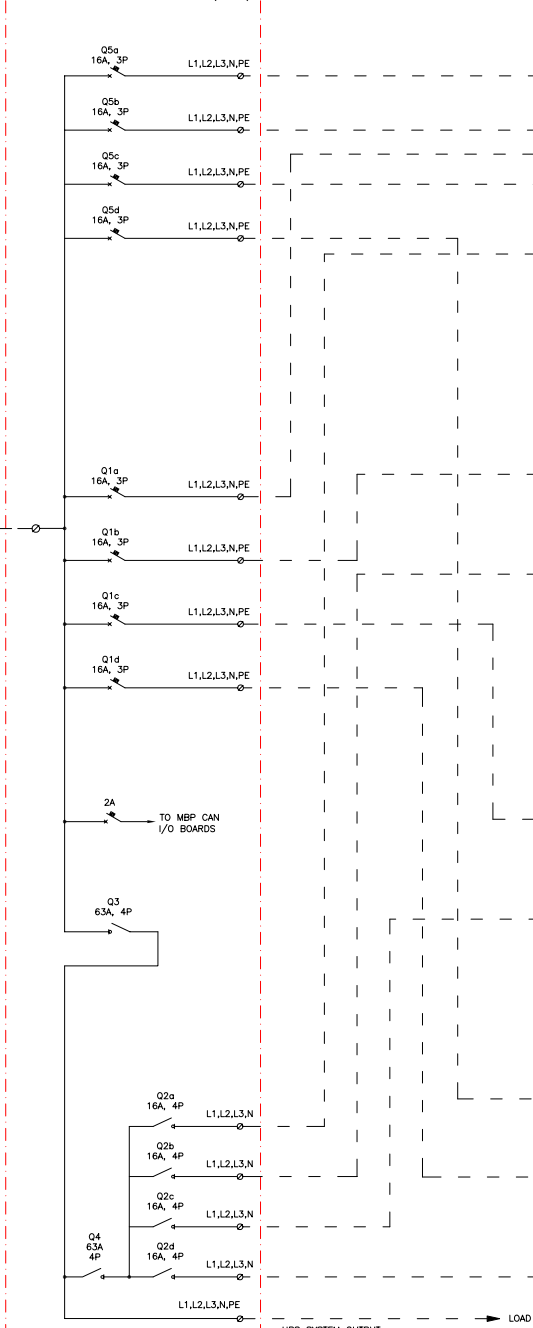 Q5a
16A, 3P
L1,L2,L3,N,PE
Q5b
16A, 3P
L1,L2,L3,N,PE
Q5c
16A, 3P
L1,L2,L3,N,PE
Q5d
16A, 3P
L1,L2,L3,N,PE
Q1a
16A, 3P
L1,L2,L3,N,PE
Q1b
16A, 3P
L1,L2,L3,N,PE
Q1c
16A, 3P
L1,L2,L3,N,PE
Q1d
16A, 3P
L1,L2,L3,N,PE
2A
TO MBP CAN
I/O BOARDS
Q3
63A, 4P
Q2a
16A, 4P
L1,L2,L3,N
Q2b
16A, 4P
L1,L2,L3,N
Q2c
16A, 4P
L1,L2,L3,N
Q4
63A
4P
Q2d
16A, 4P
L1,L2,L3,N
L1,L2,L3,N,PE
LOAD
UPS SYSTEM OUTPUT